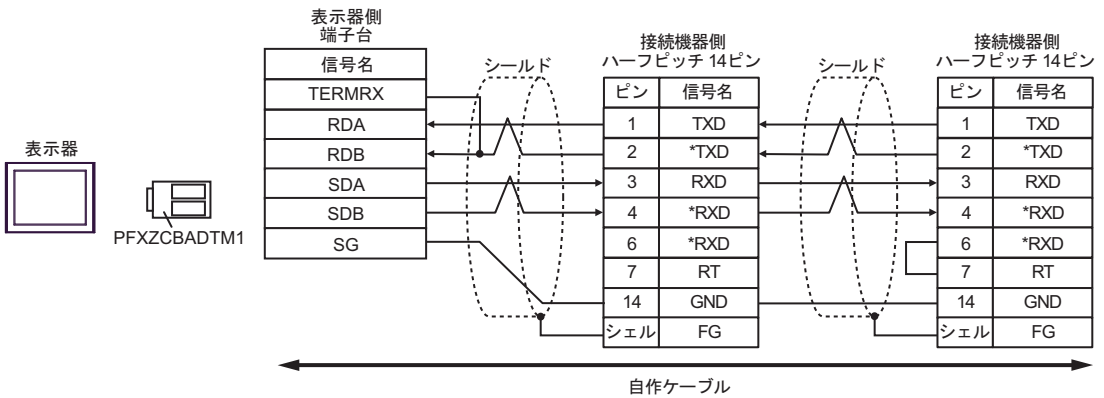 表示器
PFXZCBADTM1
表示器側
端子台
信号名
TERMRX
RDA
RDB
SDA
SDB
SG
シールド
接続機器側
ハーフピッチ 14ピン
ピン 信号名
1 TXD
2 *TXD
3 RXD
4 *RXD
6 *RXD
7 RT
14 GND
シェル FG
シールド
接続機器側
ハーフピッチ 14ピン
ピン 信号名
1 TXD
2 *TXD
3 RXD
4 *RXD
6 *RXD
7 RT
14 GND
シェル FG
自作ケーブル